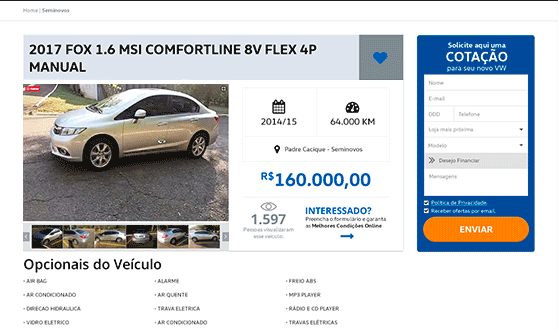 Home | Seminovos
2017 FOX 1.6 MSI COMFORTLINE 8V FLEX 4P
MANUAL
2014/15
64.000 KM
Padre Cacique - Seminovos
R$160.000,00
1.597
Pessoas visualizaram
esse veículo.
INTERESSADO?
Preencha o formulário e garanta
as Melhores Condições Online
Solicite aqui uma
COTAÇÃO
para seu novo VW
Nome
E-mail
DDD Telefone
Loja mais próxima
Modelo
Desejo Financiar
Mensagens
Política de Privacidade
Receber ofertas por email.
ENVIAR
Opcionais do Veículo
• AIR BAG
• ALARME
• FREIO ABS
• AR CONDICIONADO
• AR QUENTE
• MP3 PLAYER
• DIRECAO HIDRAULICA
• TRAVA ELETRICA
• RADIO E CD PLAYER
• VIDRO ELETRICO
• AR CONDICIONADO
• TRAVAS ELÉTRICAS